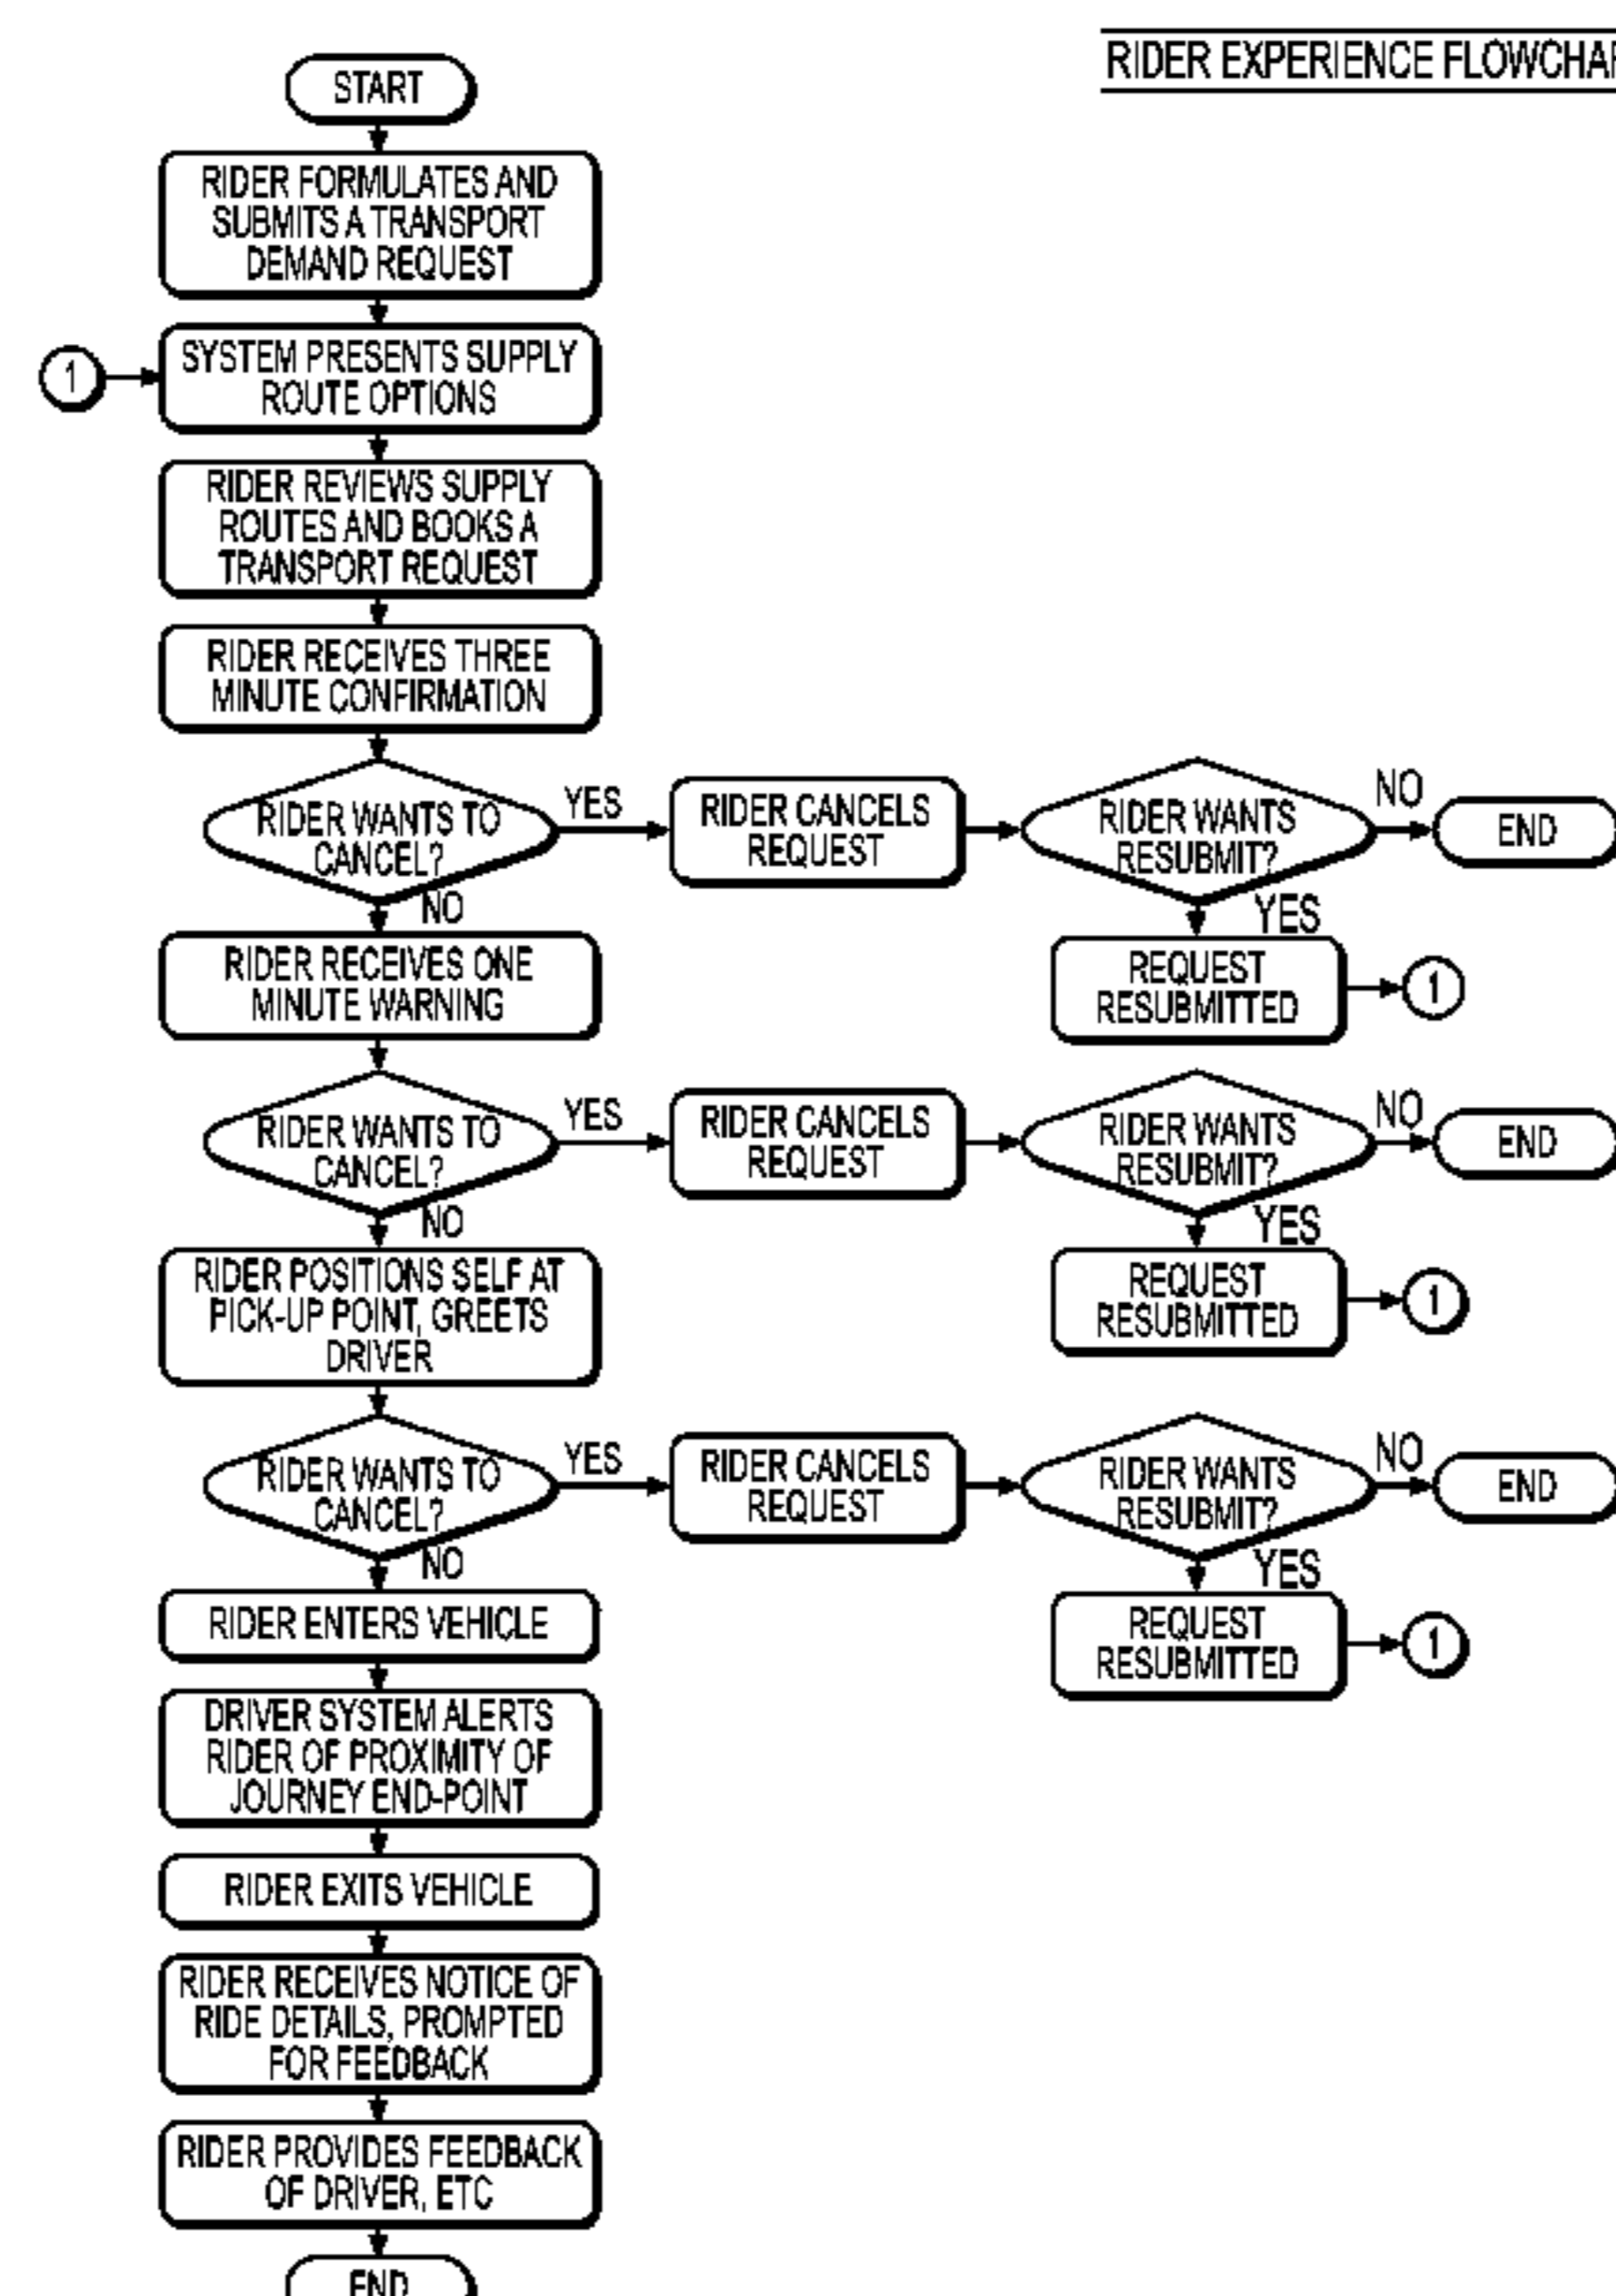 RIDER EXPERIENCE FLOWCHAR
START
RIDER FORMULATES AND
SUBMITS A TRANSPORT
DEMAND REQUEST
1
SYSTEM PRESENTS SUPPLY
ROUTE OPTIONS
RIDER REVIEWS SUPPLY
ROUTES AND BOOKS A
TRANSPORT REQUEST
RIDER RECEIVES THREE
MINUTE CONFIRMATION
RIDER WANTS TO
CANCEL?
YES
RIDER CANCELS
REQUEST
RIDER WANTS
RESUBMIT?
NO
END
NO
YES
RIDER RECEIVES ONE
MINUTE WARNING
REQUEST
RESUBMITTED
1
RIDER WANTS TO
CANCEL?
YES
RIDER CANCELS
REQUEST
RIDER WANTS
RESUBMIT?
NO
END
NO
YES
RIDER POSITIONS SELF AT
PICK-UP POINT, GREETS
DRIVER
REQUEST
RESUBMITTED
1
RIDER WANTS TO
CANCEL?
YES
RIDER CANCELS
REQUEST
RIDER WANTS
RESUBMIT?
NO
END
NO
YES
RIDER ENTERS VEHICLE
REQUEST
RESUBMITTED
1
DRIVER SYSTEM ALERTS
RIDER OF PROXIMITY OF
JOURNEY END-POINT
RIDER EXITS VEHICLE
RIDER RECEIVES NOTICE OF
RIDE DETAILS, PROMPTED
FOR FEEDBACK
RIDER PROVIDES FEEDBACK
OF DRIVER, ETC
END